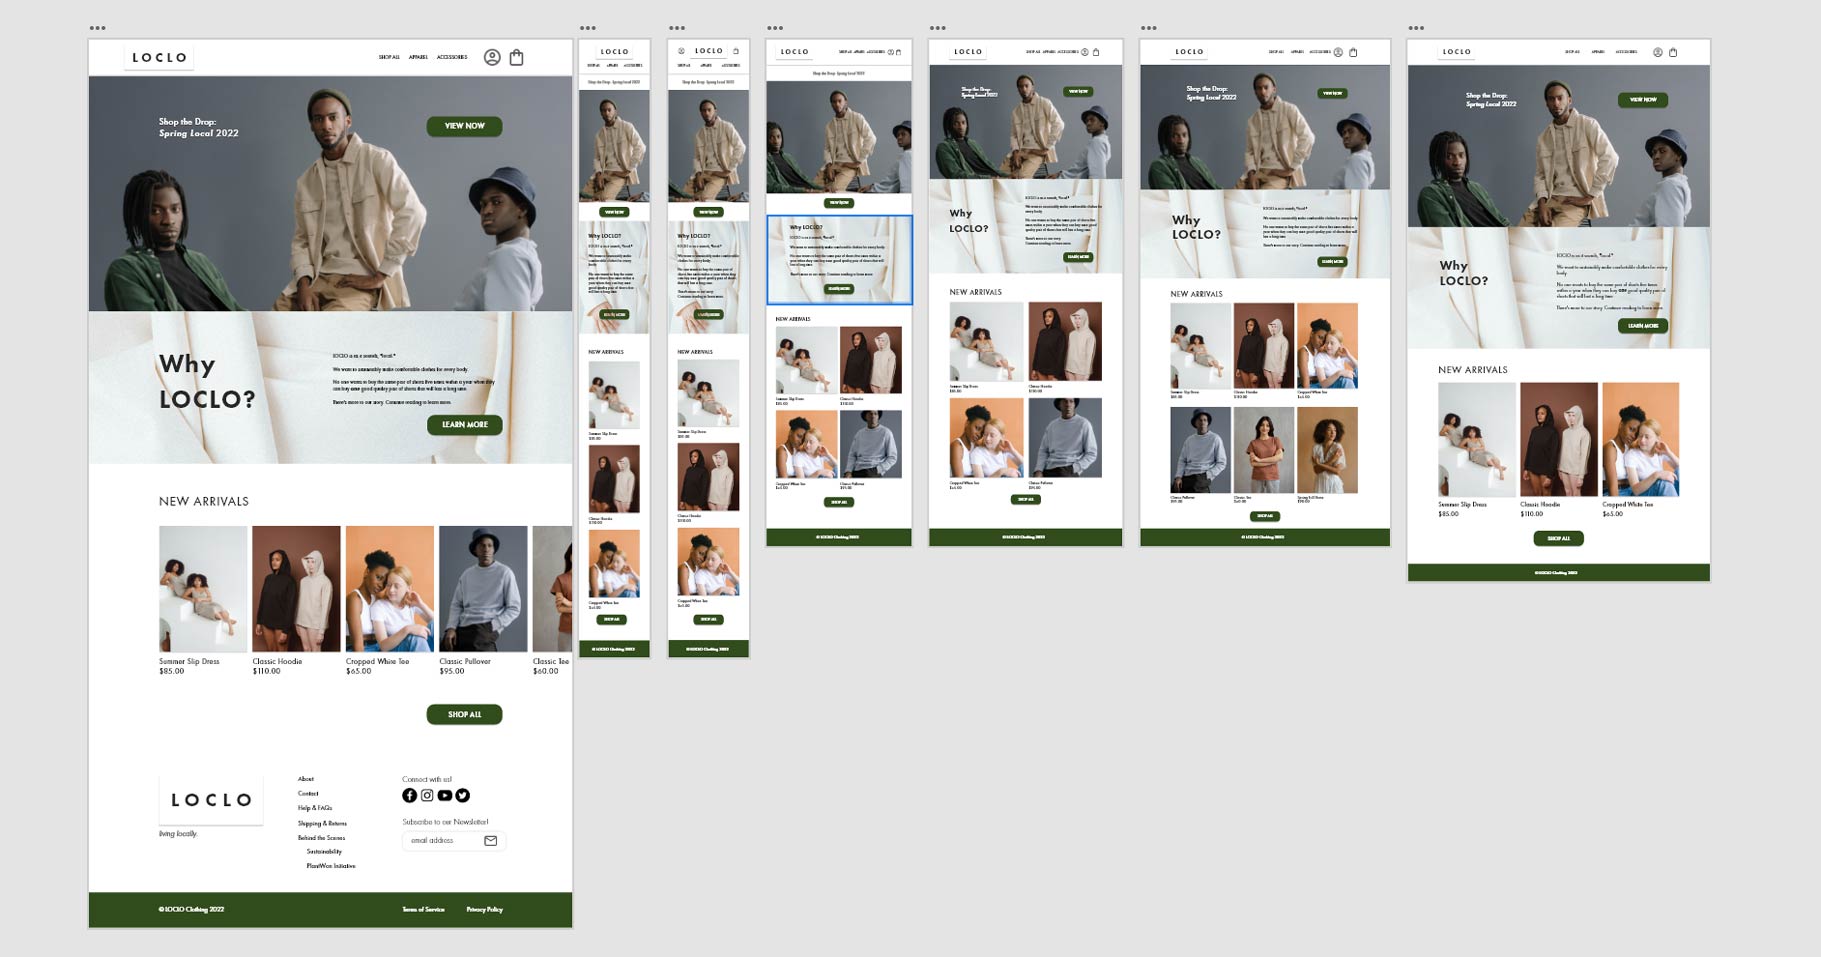 LOCLO
SHOP ALL APPAREL ACCESSORIES
Shop the Drop:
Spring Local 2022
VIEW NOW
Why
LOCLO?
LOCLO is as it sounds, "local."
We want to sustainably make comfortable clothes for every body.
No one wants to buy the same pair of shorts five times within a year when they
can buy one good quality pair of shorts that will last a long time.
There's more to our story. Continue reading to learn more.
LEARN MORE
NEW ARRIVALS
Summer Slip Dress
$85.00
Classic Hoodie
$110.00
Cropped White Tee
$65.00
Classic Pullover
$95.00
Classic Tee
$60.00
SHOP ALL
LOCLO
living locally.
About
Contact
Help & FAQs
Shipping & Returns
Behind the Scenes
Sustainability
PlantWon Initiative
Connect with us!
Subscribe to our Newsletter!
email address
© LOCLO Clothing 2022
Terms of Service
Privacy Policy
LOCLO
SHOP ALL APPAREL ACCESSORIES
Shop the Drop: Spring Local 2022
VIEW NOW
Why LOCLO?
LEARN MORE
NEW ARRIVALS
Summer Slip Dress
$85.00
Classic Hoodie
$110.00
Cropped White Tee
$65.00
SHOP ALL
© LOCLO Clothing 2022
LOCLO
SHOP ALL APPAREL ACCESSORIES
Shop the Drop: Spring Local 2022
VIEW NOW
Why LOCLO?
LEARN MORE
NEW ARRIVALS
Summer Slip Dress
$85.00
Classic Hoodie
$110.00
Cropped White Tee
$65.00
SHOP ALL
© LOCLO Clothing 2022
LOCLO
SHOP ALL APPAREL ACCESSORIES
Shop the Drop: Spring Local 2022
VIEW NOW
Why LOCLO?
LEARN MORE
NEW ARRIVALS
Summer Slip Dress
$85.00
Classic Hoodie
$110.00
Cropped White Tee
$65.00
Classic Pullover
$95.00
SHOP ALL
© LOCLO Clothing 2022
LOCLO
SHOP ALL APPAREL ACCESSORIES
Shop the Drop:
Spring Local 2022
VIEW NOW
Why
LOCLO?
LEARN MORE
NEW ARRIVALS
Summer Slip Dress
$85.00
Classic Hoodie
$110.00
Cropped White Tee
$65.00
Classic Pullover
$95.00
SHOP ALL
© LOCLO Clothing 2022
LOCLO
SHOP ALL APPAREL ACCESSORIES
Shop the Drop:
Spring Local 2022
VIEW NOW
Why
LOCLO?
LEARN MORE
NEW ARRIVALS
Summer Slip Dress
$85.00
Classic Hoodie
$110.00
Cropped White Tee
$65.00
Classic Pullover
$95.00
Classic Tee
$60.00
SHOP ALL
© LOCLO Clothing 2022
LOCLO
SHOP ALL APPAREL ACCESSORIES
Shop the Drop:
Spring Local 2022
VIEW NOW
Why
LOCLO?
LOCLO is as it sounds, "local."
We want to sustainably make comfortable clothes for every
body.
No one wants to buy the same pair of shorts five times
within a year when they can buy one good quality pair of
shorts that will last a long time.
There's more to our story. Continue reading to learn more.
LEARN MORE
NEW ARRIVALS
Summer Slip Dress
$85.00
Classic Hoodie
$110.00
Cropped White Tee
$65.00
SHOP ALL
© LOCLO Clothing 2022